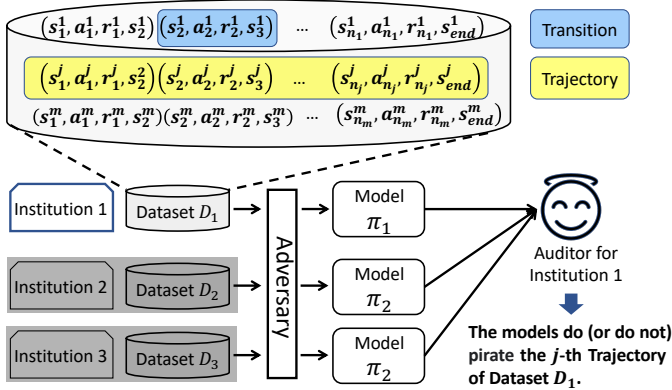 (s_1^1, a_1^1, r_1^1, s_2^1)(s_2^1, a_2^1, r_2^1, s_3^1) ... (s_{n_1}^1, a_{n_1}^1, r_{n_1}^1, s_{end}^1)
Transition
(s_1^j, a_1^j, r_1^j, s_2^2)(s_2^j, a_2^j, r_2^j, s_3^j) ... (s_{n_j}^j, a_{n_j}^j, r_{n_j}^j, s_{end}^j)
Trajectory
(s_1^m, a_1^m, r_1^m, s_2^m)(s_2^m, a_2^m, r_2^m, s_3^m) ... (s_{n_m}^m, a_{n_m}^m, r_{n_m}^m, s_{end}^m)
Institution 1
Dataset D_1
Adversary
Model
π_1
Auditor for
Institution 1
Institution 2
Dataset D_2
Model
π_2
Institution 3
Dataset D_3
Model
π_2
The models do (or do not)
pirate the j-th Trajectory
of Dataset D_1.